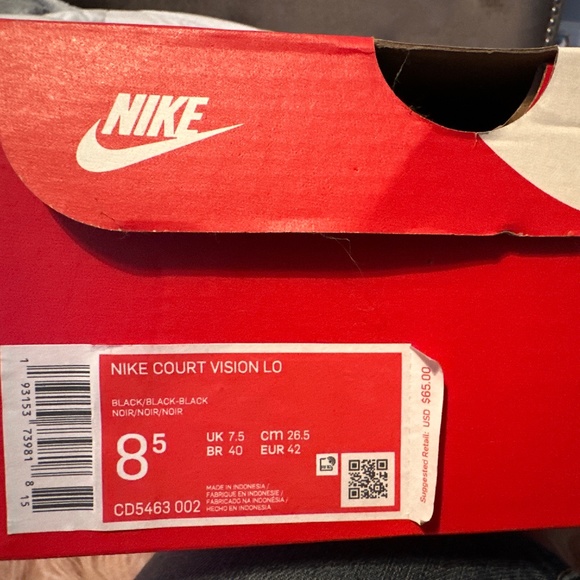 NIKE
NIKE COURT VISION LO
BLACK/BLACK-BLACK
NOIR/NOIR/NOIR
8⁵
UK 7.5 cm 26.5
BR 40 EUR 42
MADE IN INDONESIA /
FABRIQUE EN INDONESIE /
FABRICADO NA INDONÉSIA /
HECHO EN INDONESIA
CD5463 002
1 93153 73981 8 15
Suggested Retail: USD $65.00